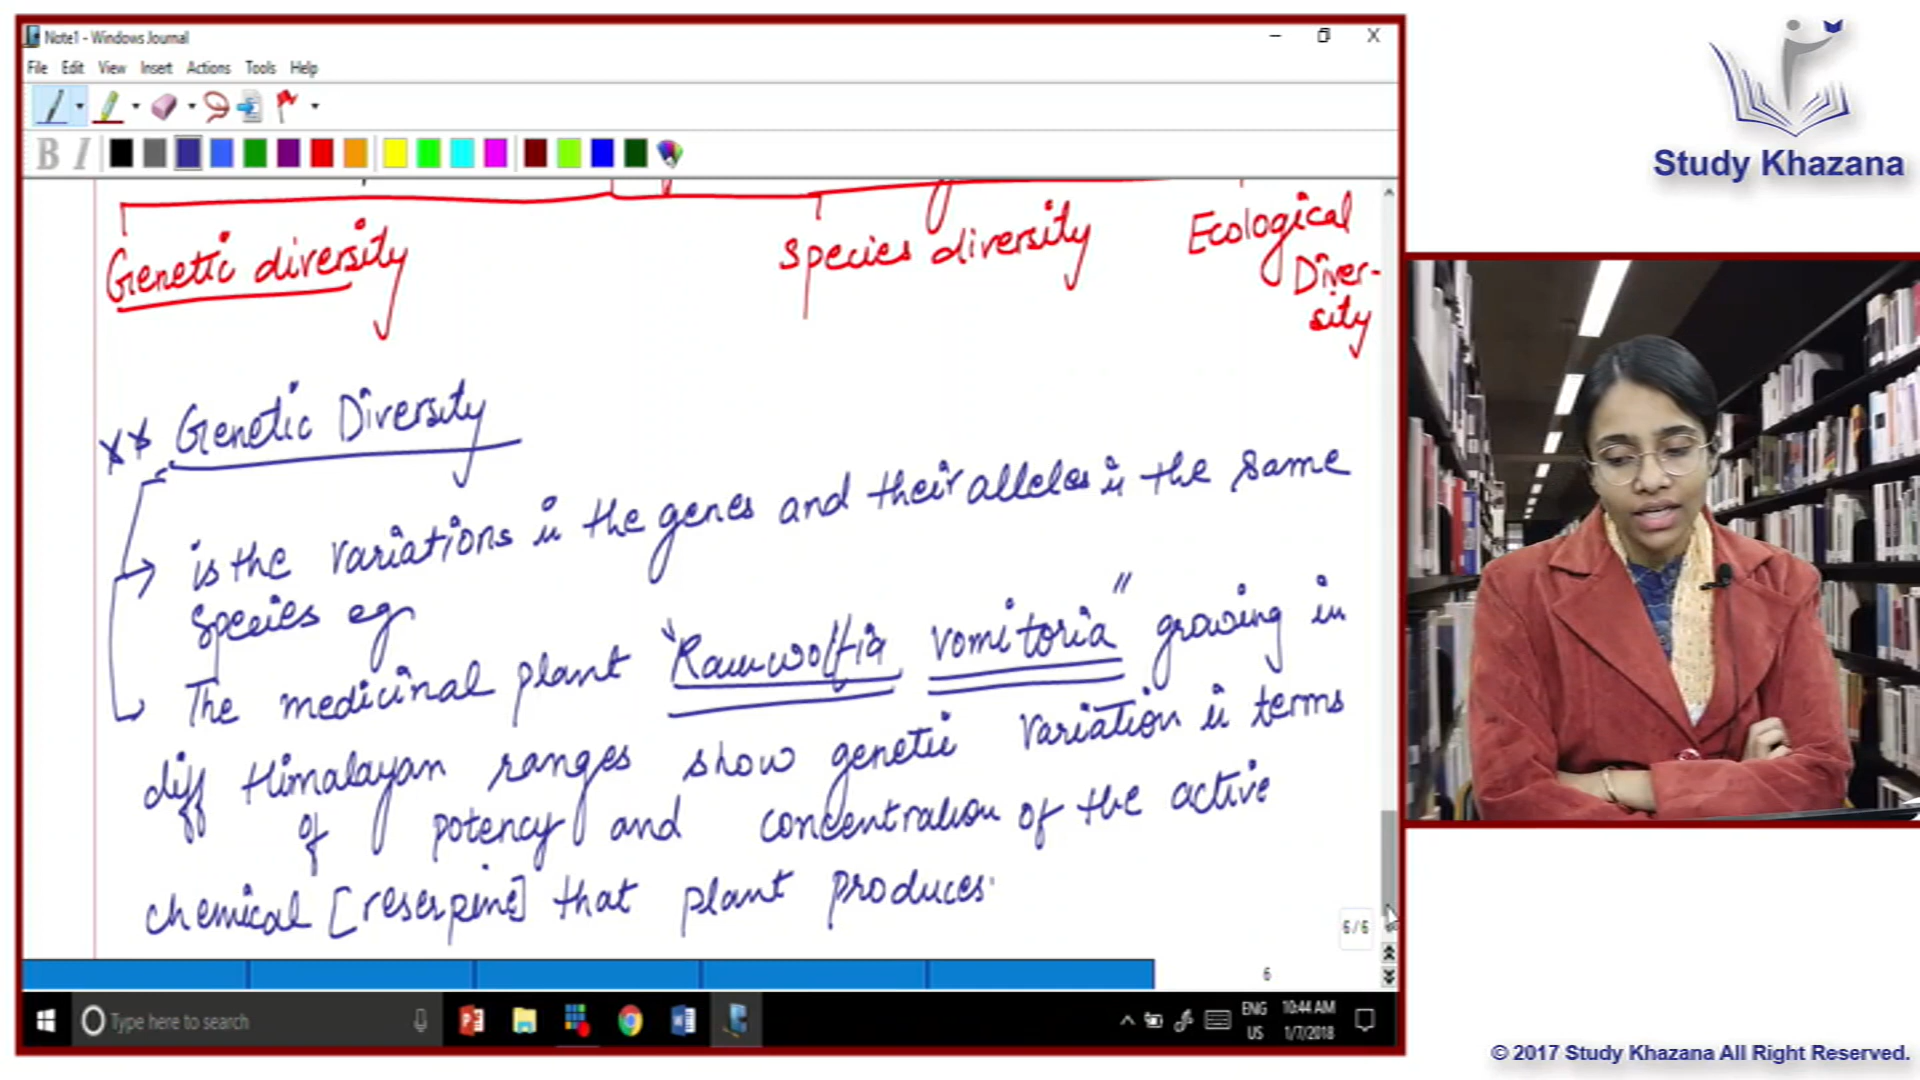 Note1 - Windows Journal
File Edit View Insert Actions Tools Help
B I
Study Khazana
Genetic diversity
Species diversity
Ecological
Diver-
sity
** Genetic Diversity
is the variations in the genes and their alleles in the same
species eg
The medicinal plant "Rauwolfia vomitoria" growing in
diff Himalayan ranges show genetic variation in terms
of potency and concentration of the active
chemical [reserpine] that plant produces.
6 / 6
6
Type here to search
ENG
US
10:44 AM
1/7/2018
© 2017 Study Khazana All Right Reserved.